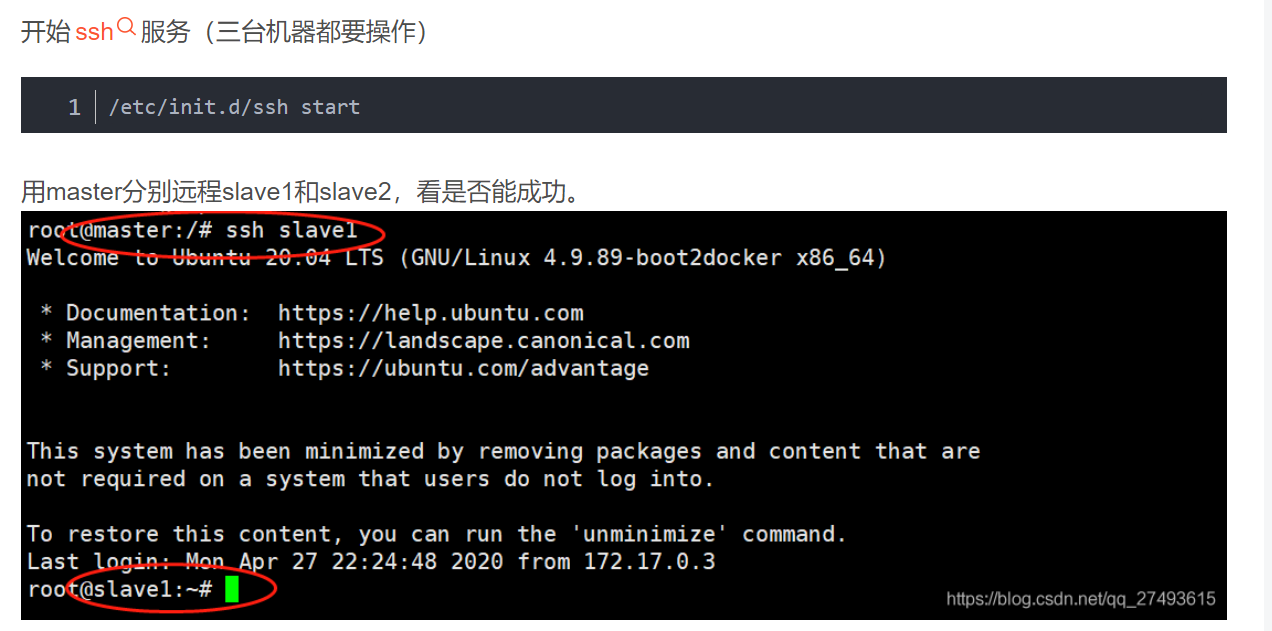 开始 ssh 服务（三台机器都要操作）
1 /etc/init.d/ssh start
用master分别远程slave1和slave2，看是否能成功。
root@master:/# ssh slave1
Welcome to Ubuntu 20.04 LTS (GNU/Linux 4.9.89-boot2docker x86_64)
* Documentation:  https://help.ubuntu.com
* Management:     https://landscape.canonical.com
* Support:        https://ubuntu.com/advantage
This system has been minimized by removing packages and content that are
not required on a system that users do not log into.
To restore this content, you can run the 'unminimize' command.
Last login: Mon Apr 27 22:24:48 2020 from 172.17.0.3
root@slave1:~#
https://blog.csdn.net/qq_27493615